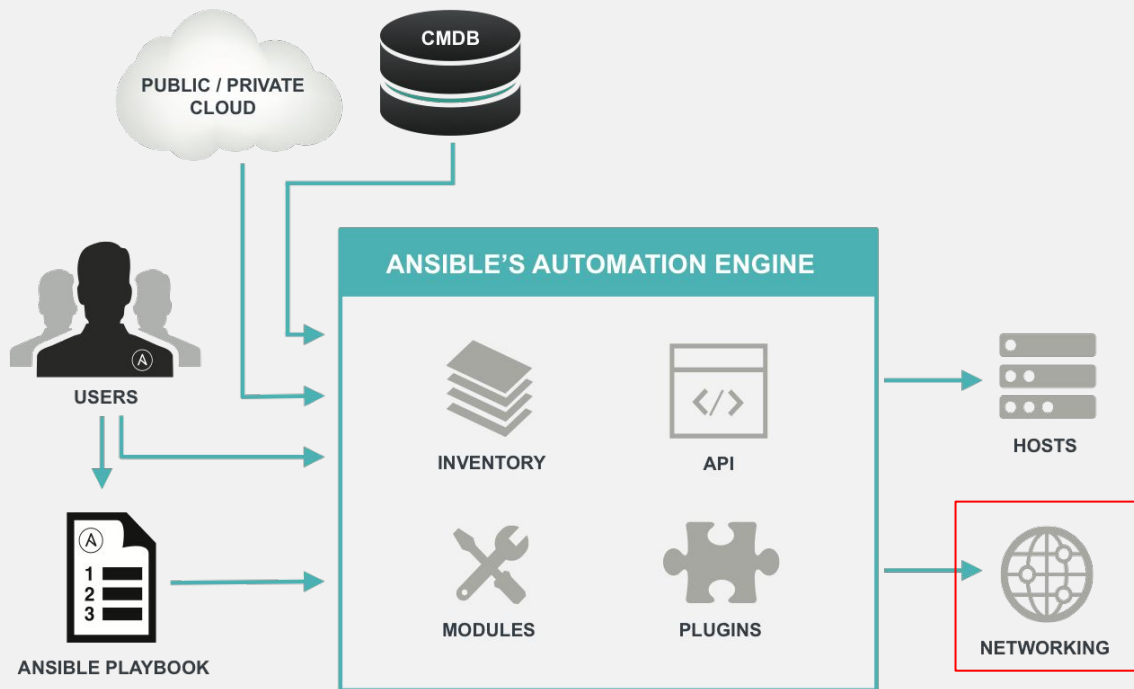 CMDB
PUBLIC / PRIVATE
CLOUD
ANSIBLE’S AUTOMATION ENGINE
USERS
INVENTORY
API
HOSTS
A
1
2
3
MODULES
PLUGINS
NETWORKING
ANSIBLE PLAYBOOK